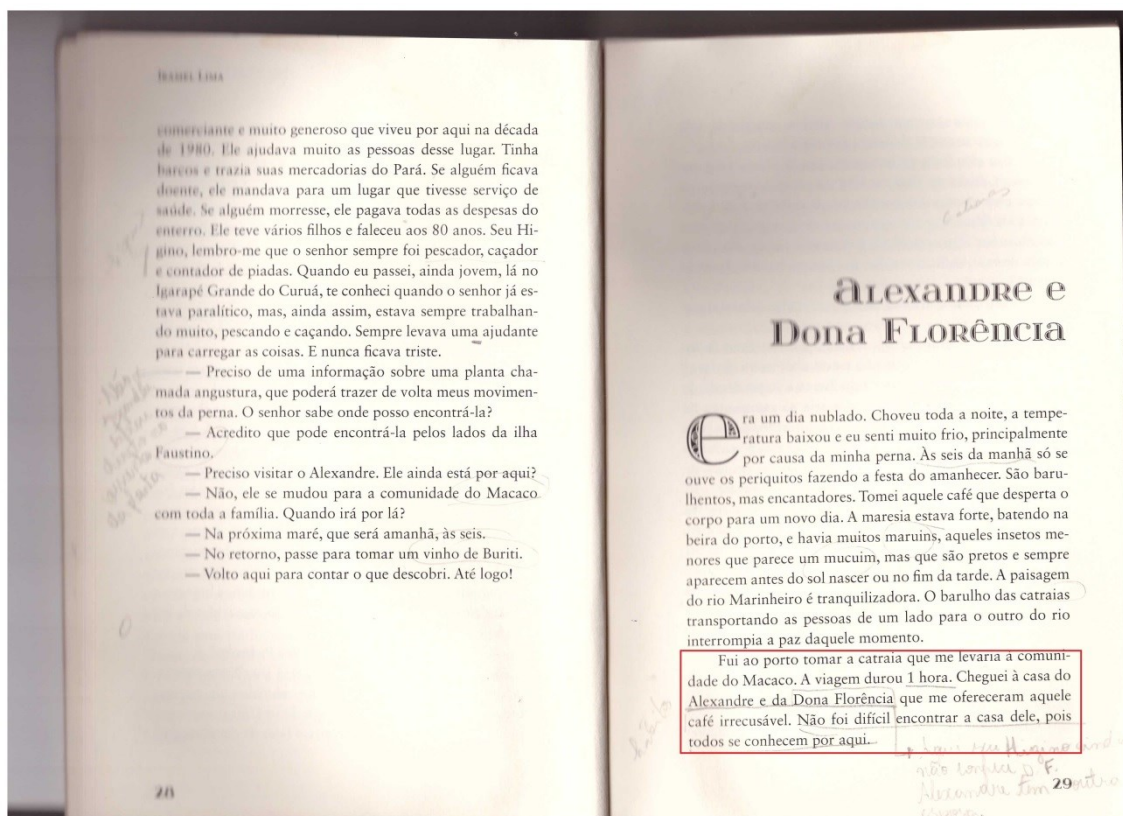 Iramel Lima
comerciante e muito generoso que viveu por aqui na década
de 1980. Ele ajudava muito as pessoas desse lugar. Tinha
barcos e trazia suas mercadorias do Pará. Se alguém ficava
doente, ele mandava para um lugar que tivesse serviço de
saúde. Se alguém morresse, ele pagava todas as despesas do
enterro. Ele teve vários filhos e faleceu aos 80 anos. Seu Hi-
gino, lembro-me que o senhor sempre foi pescador, caçador
e contador de piadas. Quando eu passei, ainda jovem, lá no
Igarapé Grande do Curuá, te conheci quando o senhor já es-
tava paralítico, mas, ainda assim, estava sempre trabalhan-
do muito, pescando e caçando. Sempre levava uma ajudante
para carregar as coisas. E nunca ficava triste.
— Preciso de uma informação sobre uma planta cha-
mada angustura, que poderá trazer de volta meus movimen-
tos da perna. O senhor sabe onde posso encontrá-la?
— Acredito que pode encontrá-la pelos lados da ilha
Faustino.
— Preciso visitar o Alexandre. Ele ainda está por aqui?
— Não, ele se mudou para a comunidade do Macaco
com toda a família. Quando irá por lá?
— Na próxima maré, que será amanhã, às seis.
— No retorno, passe para tomar um vinho de Buriti.
— Volto aqui para contar o que descobri. Até logo!
28
Alexandre e
Dona Florência
Era um dia nublado. Choveu toda a noite, a tempe-
ratura baixou e eu senti muito frio, principalmente
por causa da minha perna. Às seis da manhã só se
ouve os periquitos fazendo a festa do amanhecer. São baru-
lhentos, mas encantadores. Tomei aquele café que desperta o
corpo para um novo dia. A maresia estava forte, batendo na
beira do porto, e havia muitos maruins, aqueles insetos me-
nores que parece um mucuim, mas que são pretos e sempre
aparecem antes do sol nascer ou no fim da tarde. A paisagem
do rio Marinheiro é tranquilizadora. O barulho das catraias
transportando as pessoas de um lado para o outro do rio
interrompia a paz daquele momento.
Fui ao porto tomar a catraia que me levaria à comuni-
dade do Macaco. A viagem durou 1 hora. Cheguei à casa do
Alexandre e da Dona Florência que me ofereceram aquele
café irrecusável. Não foi difícil encontrar a casa dele, pois
todos se conhecem por aqui.
não
Alexandre tem outra
29